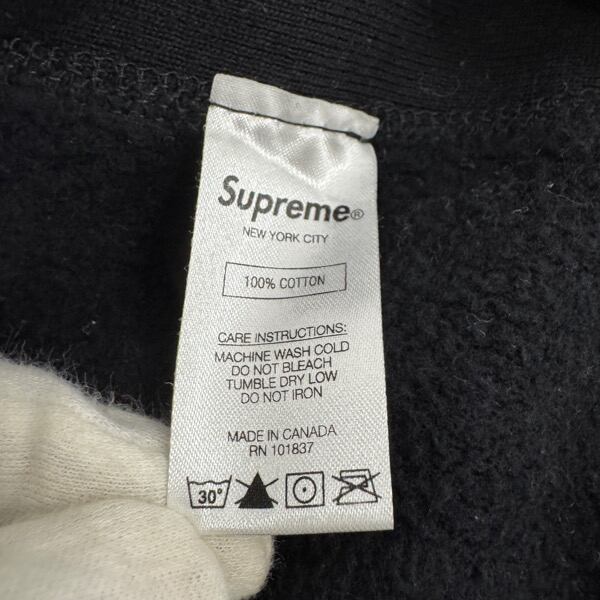 Supreme®
NEW YORK CITY
100% COTTON
CARE INSTRUCTIONS:
MACHINE WASH COLD
DO NOT BLEACH
TUMBLE DRY LOW
DO NOT IRON
MADE IN CANADA
RN 101837
30°